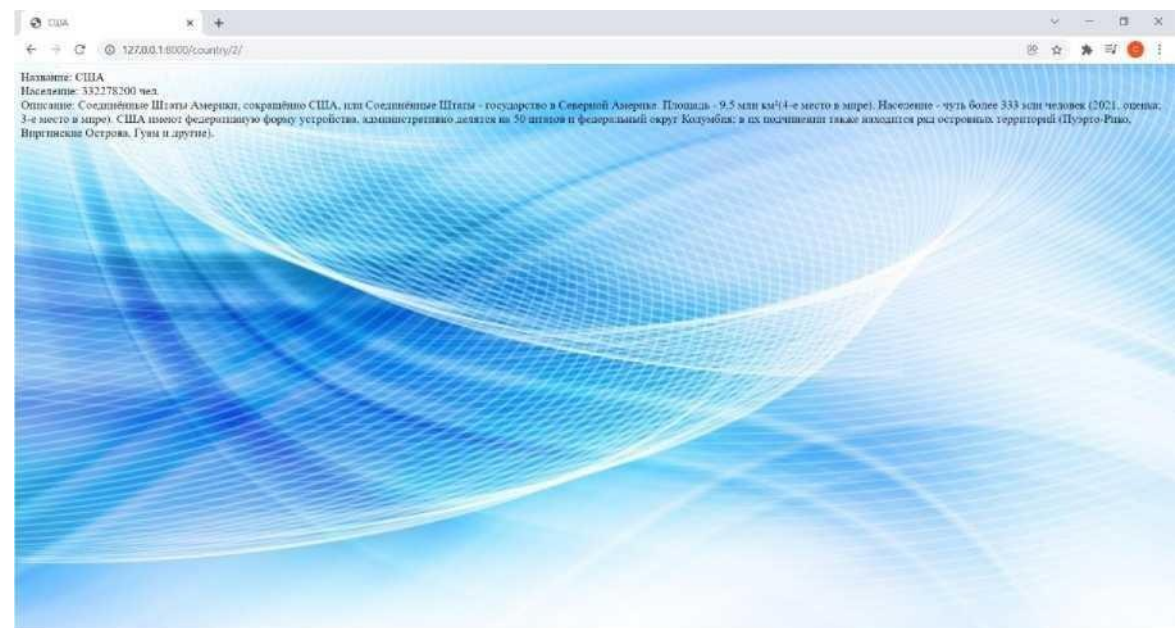 США
127.0.0.1:8000/country/2/
Название: США
Население: 332278200 чел.
Описание: Соединённые Штаты Америки, сокращённо США, или Соединённые Штаты - государство в Северной Америке. Площадь - 9,5 млн км²(4-е место в мире). Население - чуть более 333 млн человек (2021, оценка;
3-е место в мире). США имеют федеративную форму устройства, административно делятся на 50 штатов и федеральный округ Колумбия; в их подчинении также находится ряд островных территорий (Пуэрто-Рико,
Виргинские Острова, Гуам и другие).